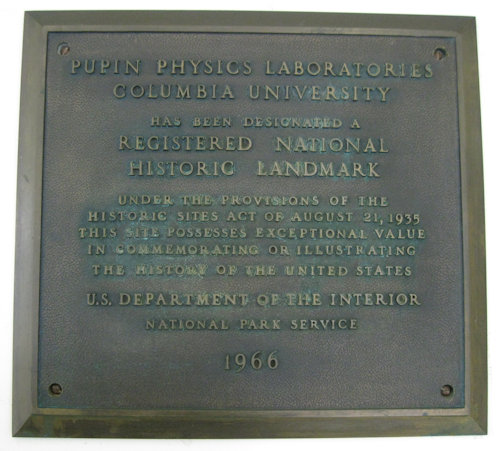 PUPIN PHYSICS LABORATORIES
COLUMBIA UNIVERSITY
HAS BEEN DESIGNATED A
REGISTERED NATIONAL
HISTORIC LANDMARK
UNDER THE PROVISIONS OF THE
HISTORIC SITES ACT OF AUGUST 21, 1935
THIS SITE POSSESSES EXCEPTIONAL VALUE
IN COMMEMORATING OR ILLUSTRATING
THE HISTORY OF THE UNITED STATES
U.S. DEPARTMENT OF THE INTERIOR
NATIONAL PARK SERVICE
1966